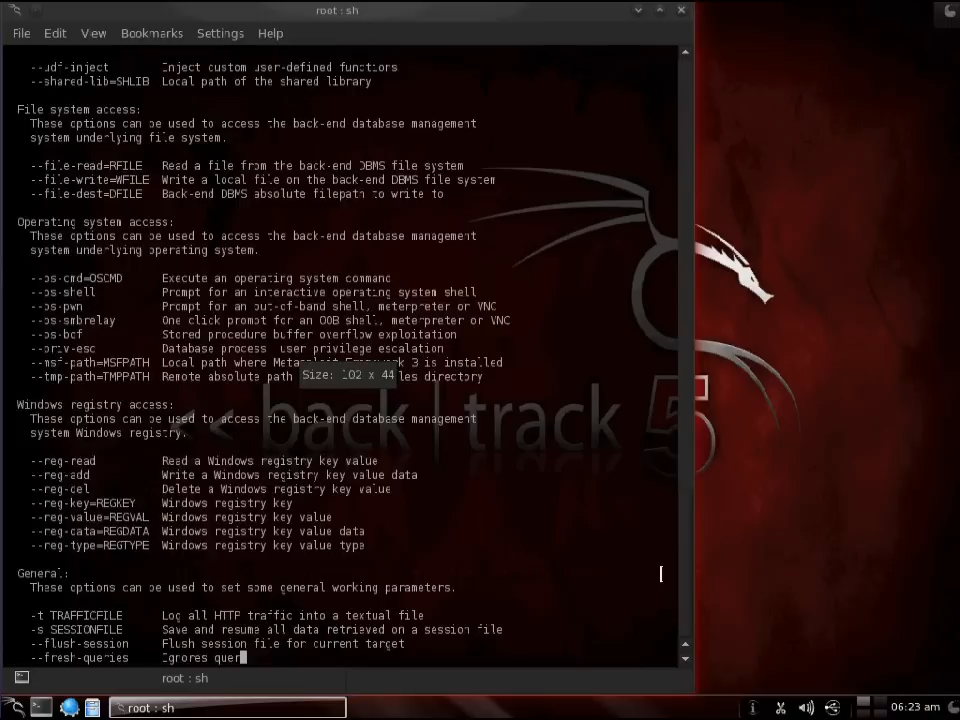 root : sh
File Edit View Bookmarks Settings Help
--udf-inject Inject custom user-defined functions
--shared-lib=SHLIB Local path of the shared library
File system access:
These options can be used to access the back-end database management
system underlying file system.
--file-read=RFILE Read a file from the back-end DBMS file system
--file-write=WFILE Write a local file on the back-end DBMS file system
--file-dest=DFILE Back-end DBMS absolute filepath to write to
Operating system access:
These options can be used to access the back-end database management
system underlying operating system.
--os-cmd=OSCMD Execute an operating system command
--os-shell Prompt for an interactive operating system shell
--os-pwn Prompt for an out-of-band shell, meterpreter or VNC
--os-smbrelay One click prompt for an OOB shell, meterpreter or VNC
--os-bof Stored procedure buffer overflow exploitation
--priv-esc Database process' user privilege escalation
--msf-path=MSFPATH Local path where 3 is installed
--tmp-path=TMPPATH Remote absolute path directory
Size: 102 x 44
Windows registry access:
These options can be used to access the back-end database management
system Windows registry.
--reg-read Read a Windows registry key value
--reg-add Write a Windows registry key value data
--reg-del Delete a Windows registry key value
--reg-key=REGKEY Windows registry key
--reg-value=REGVAL Windows registry key value
--reg-data=REGDATA Windows registry key value data
--reg-type=REGTYPE Windows registry key value type
General:
These options can be used to set some general working parameters.
-t TRAFFICFILE Log all HTTP traffic into a textual file
-s SESSIONFILE Save and resume all data retrieved on a session file
--flush-session Flush session file for current target
--fresh-queries Ignores quer
<< back | track 5
root : sh
root : sh
06:23 am